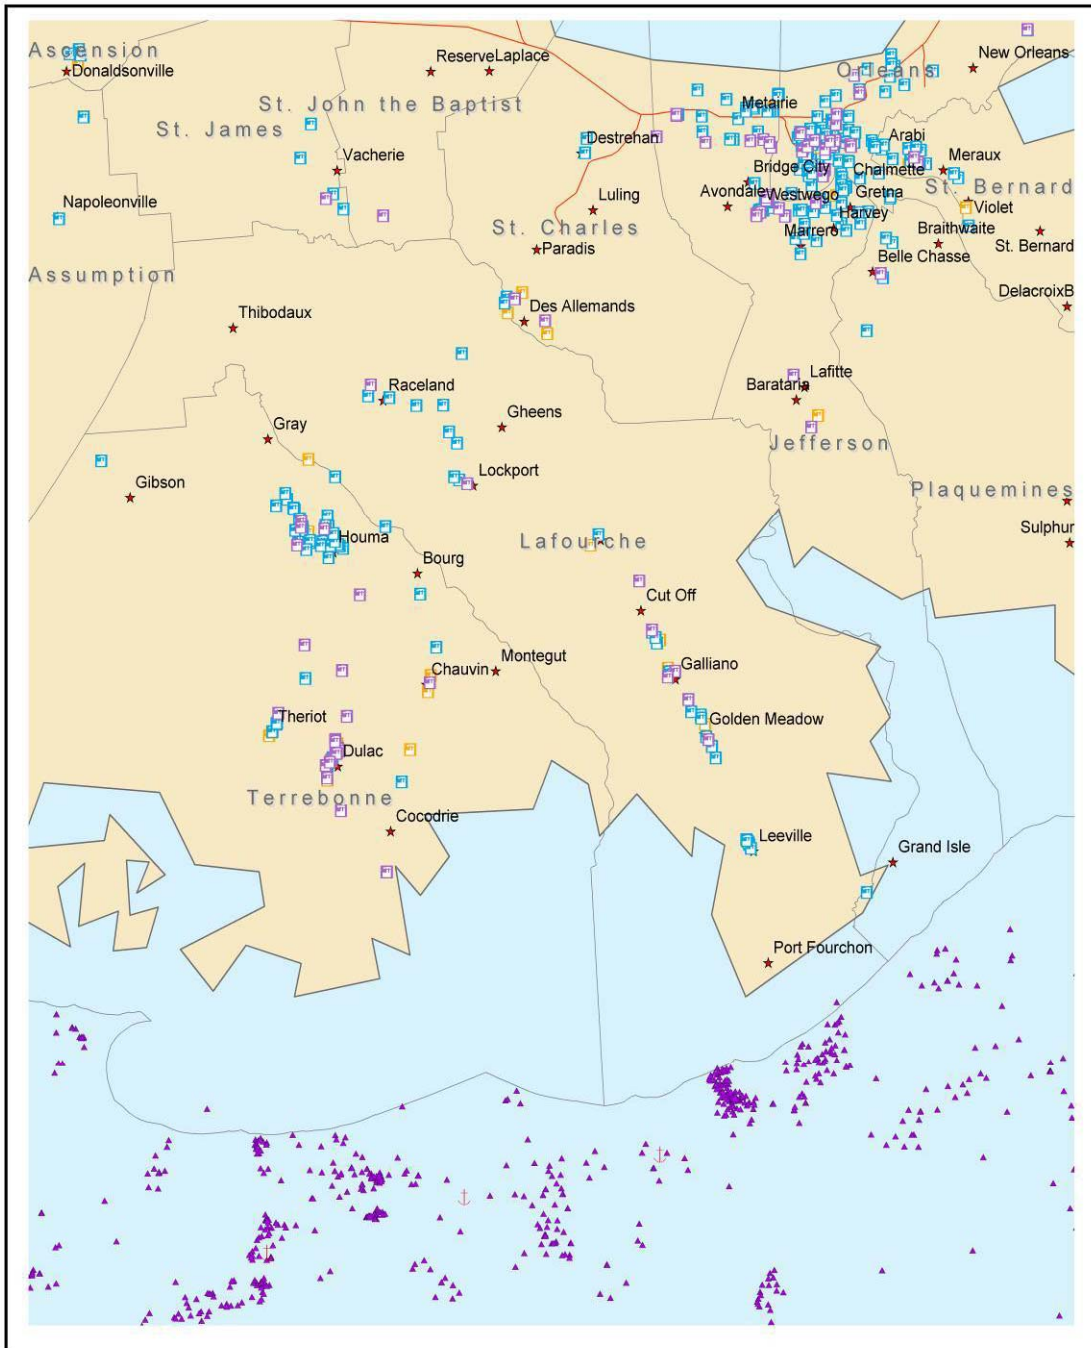 Ascension
Donaldsonville
Reserve
Laplace
New Orleans
Orleans
St. John the Baptist
Metairie
St. James
Destrehan
Arabi
Vacherie
Bridge City
Chalmette
Meraux
Napoleonville
Luling
Avondale
Westwego
Gretna
St. Bernard
Violet
St. Charles
Harvey
Marrero
Braithwaite
St. Bernard
Paradis
Belle Chasse
Assumption
DelacroixB
Thibodaux
Des Allemands
Raceland
Lafitte
Barataria
Gheens
Gray
Jefferson
Gibson
Lockport
Plaquemines
Sulphur
Houma
Lafourche
Bourg
Cut Off
Chauvin
Montegut
Galliano
Theriot
Golden Meadow
Dulac
Terrebonne
Cocodrie
Leeville
Grand Isle
Port Fourchon